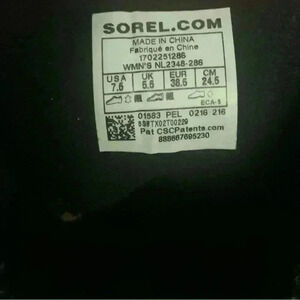 SOREL.COM
MADE IN CHINA
Fabriqué en Chine
1702251286
WMN'S NL2348-286
USA UK EUR CM
7.5 5.5 38.5 24.5
ECA-5
01583 PEL 0216 216
Pat CSCPatents.com
888667695230